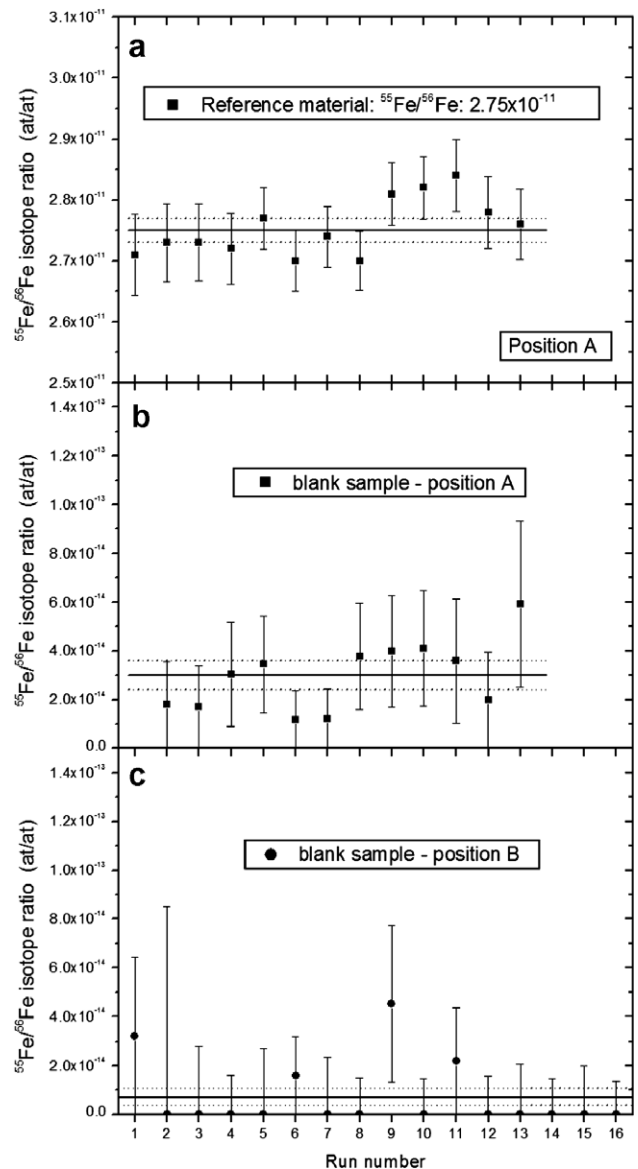 a
3.1x10⁻¹¹
3.0x10⁻¹¹
2.9x10⁻¹¹
2.8x10⁻¹¹
2.7x10⁻¹¹
2.6x10⁻¹¹
2.5x10⁻¹¹
⁵⁵Fe/⁵⁶Fe isotope ratio (at/at)
Reference material: ⁵⁵Fe/⁵⁶Fe: 2.75x10⁻¹¹
Position A
b
1.4x10⁻¹³
1.2x10⁻¹³
1.0x10⁻¹³
8.0x10⁻¹⁴
6.0x10⁻¹⁴
4.0x10⁻¹⁴
2.0x10⁻¹⁴
0.0
⁵⁵Fe/⁵⁶Fe isotope ratio (at/at)
blank sample - position A
c
1.4x10⁻¹³
1.2x10⁻¹³
1.0x10⁻¹³
8.0x10⁻¹⁴
6.0x10⁻¹⁴
4.0x10⁻¹⁴
2.0x10⁻¹⁴
0.0
⁵⁵Fe/⁵⁶Fe isotope ratio (at/at)
blank sample - position B
1 2 3 4 5 6 7 8 9 10 11 12 13 14 15 16
Run number